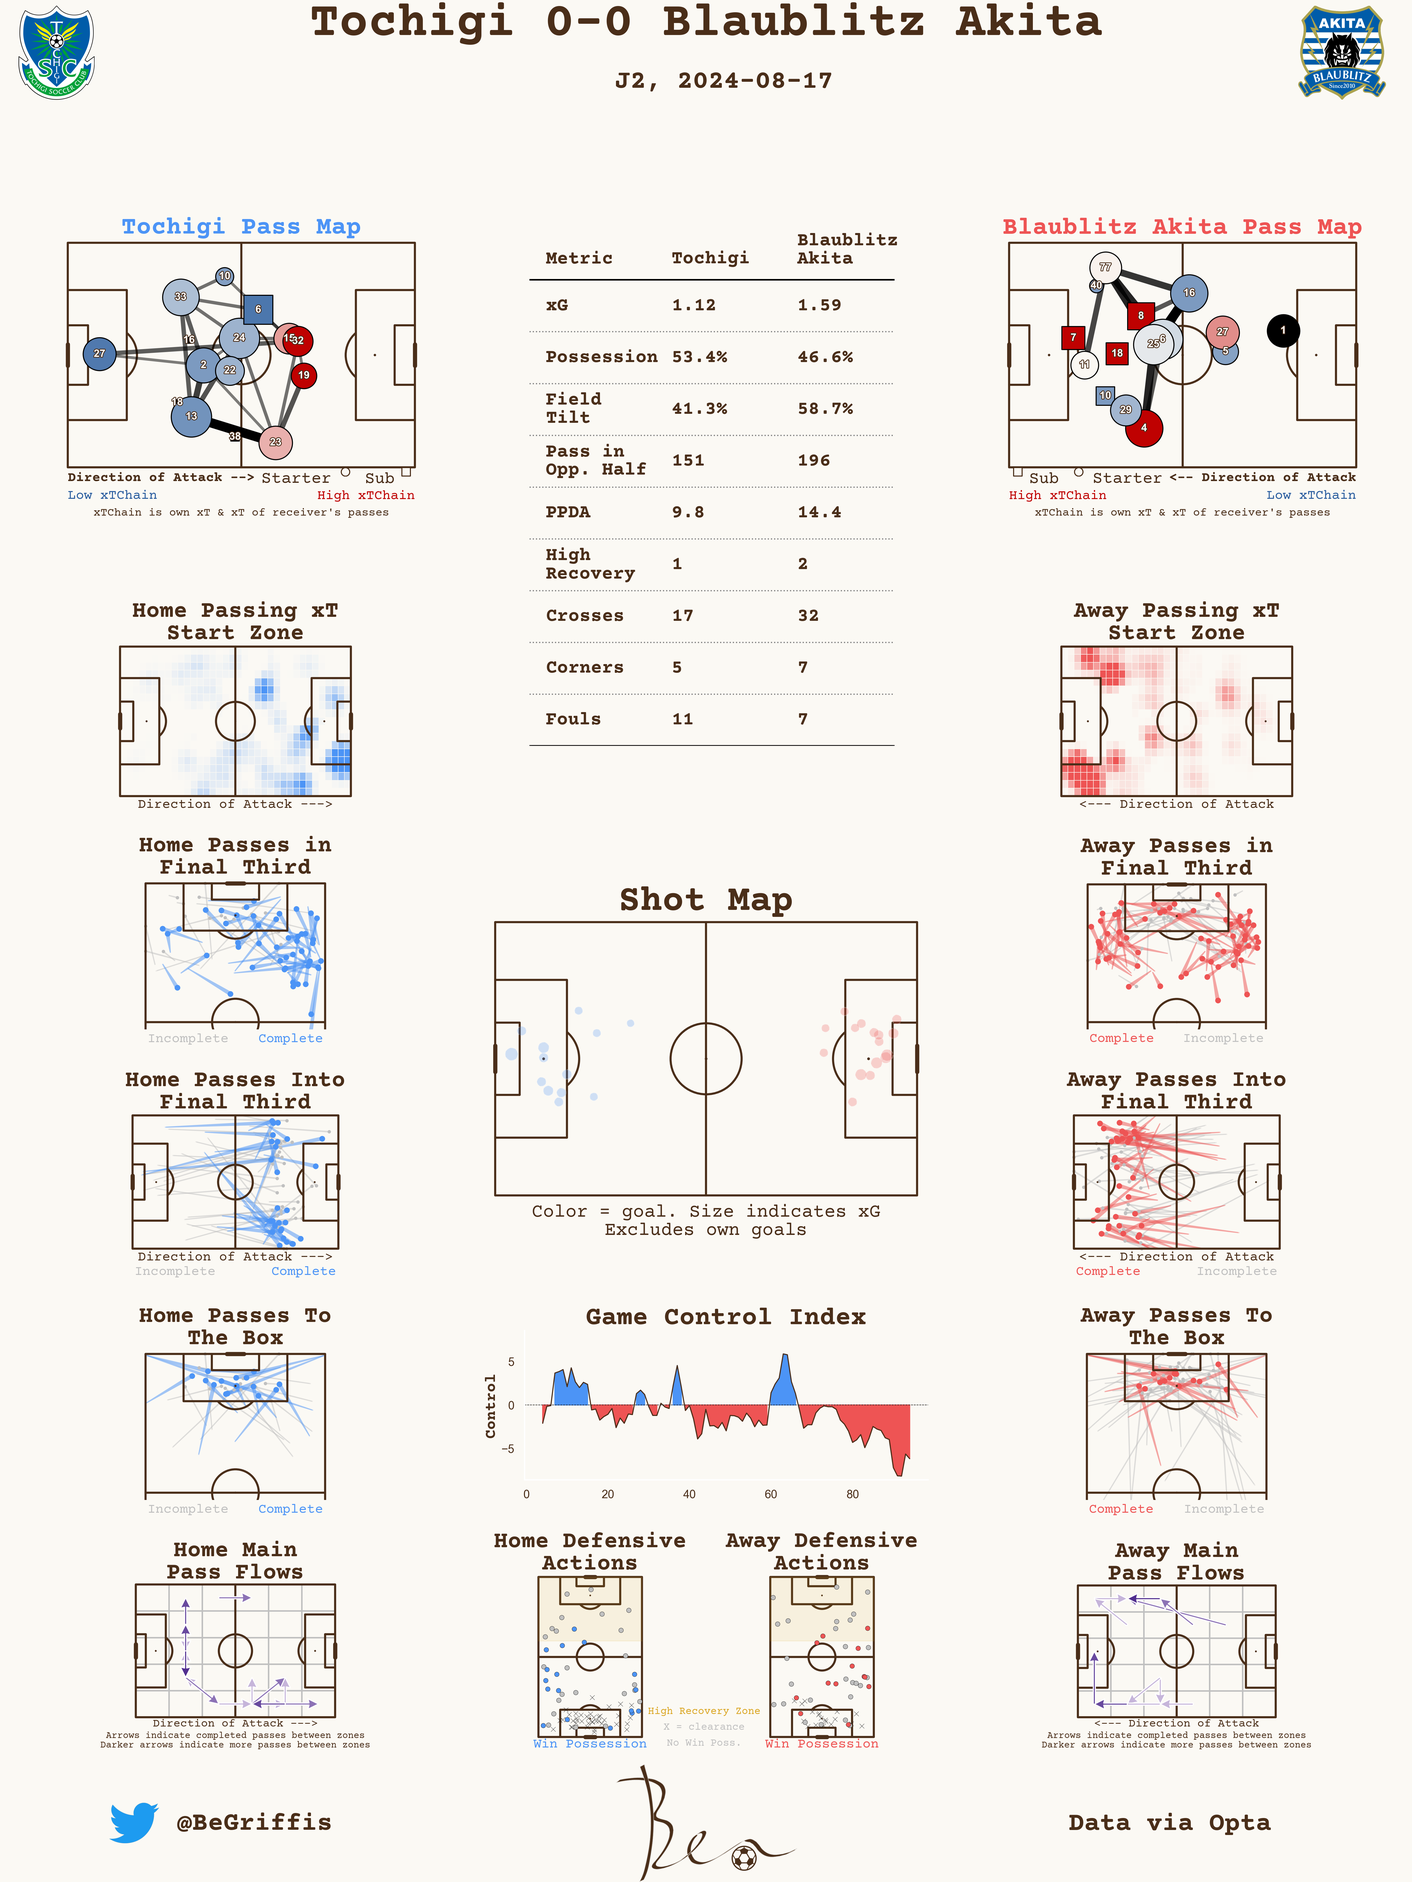 Tochigi 0-0 Blaublitz Akita
J2, 2024-08-17
TOCHIGI SOCCER CLUB
AKITA
BLAUBLITZ
Since2010
Tochigi Pass Map
10
33
6
16
24
15
32
27
2
22
19
18
13
38
23
Direction of Attack --> Starter Sub
Low xTChain High xTChain
xTChain is own xT & xT of receiver's passes
Metric Tochigi Blaublitz Akita
xG 1.12 1.59
Possession 53.4% 46.6%
Field Tilt 41.3% 58.7%
Pass in Opp. Half 151 196
PPDA 9.8 14.4
High Recovery 1 2
Crosses 17 32
Corners 5 7
Fouls 11 7
Blaublitz Akita Pass Map
77
40
16
8
7
25
6
27
1
18
5
11
10
29
4
Sub Starter <-- Direction of Attack
High xTChain Low xTChain
xTChain is own xT & xT of receiver's passes
Home Passing xT
Start Zone
Direction of Attack --->
Away Passing xT
Start Zone
<--- Direction of Attack
Home Passes in
Final Third
Incomplete Complete
Away Passes in
Final Third
Complete Incomplete
Shot Map
Color = goal. Size indicates xG
Excludes own goals
Home Passes Into
Final Third
Direction of Attack --->
Incomplete Complete
Away Passes Into
Final Third
<--- Direction of Attack
Complete Incomplete
Home Passes To
The Box
Incomplete Complete
Game Control Index
Control
5
0
−5
0 20 40 60 80
Away Passes To
The Box
Complete Incomplete
Home Main
Pass Flows
Direction of Attack --->
Arrows indicate completed passes between zones
Darker arrows indicate more passes between zones
Home Defensive
Actions
Win Possession
High Recovery Zone
X = clearance
No Win Poss.
Away Defensive
Actions
Win Possession
Away Main
Pass Flows
<--- Direction of Attack
Arrows indicate completed passes between zones
Darker arrows indicate more passes between zones
@BeGriffis
Ben
Data via Opta